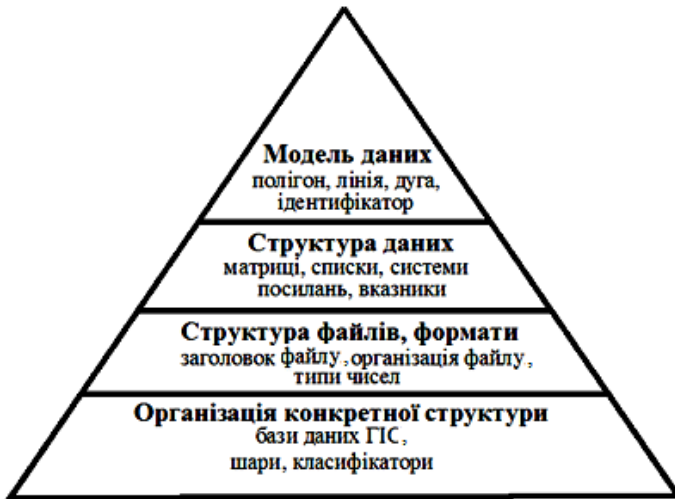 Модель даних
полігон, лінія, дуга,
ідентифікатор
Структура даних
матриці, списки, системи
посилань, вказники
Структура файлів, формати
заголовок файлу, організація файлу,
типи чисел
Організація конкретної структури
бази даних ГІС,
шари, класифікатори